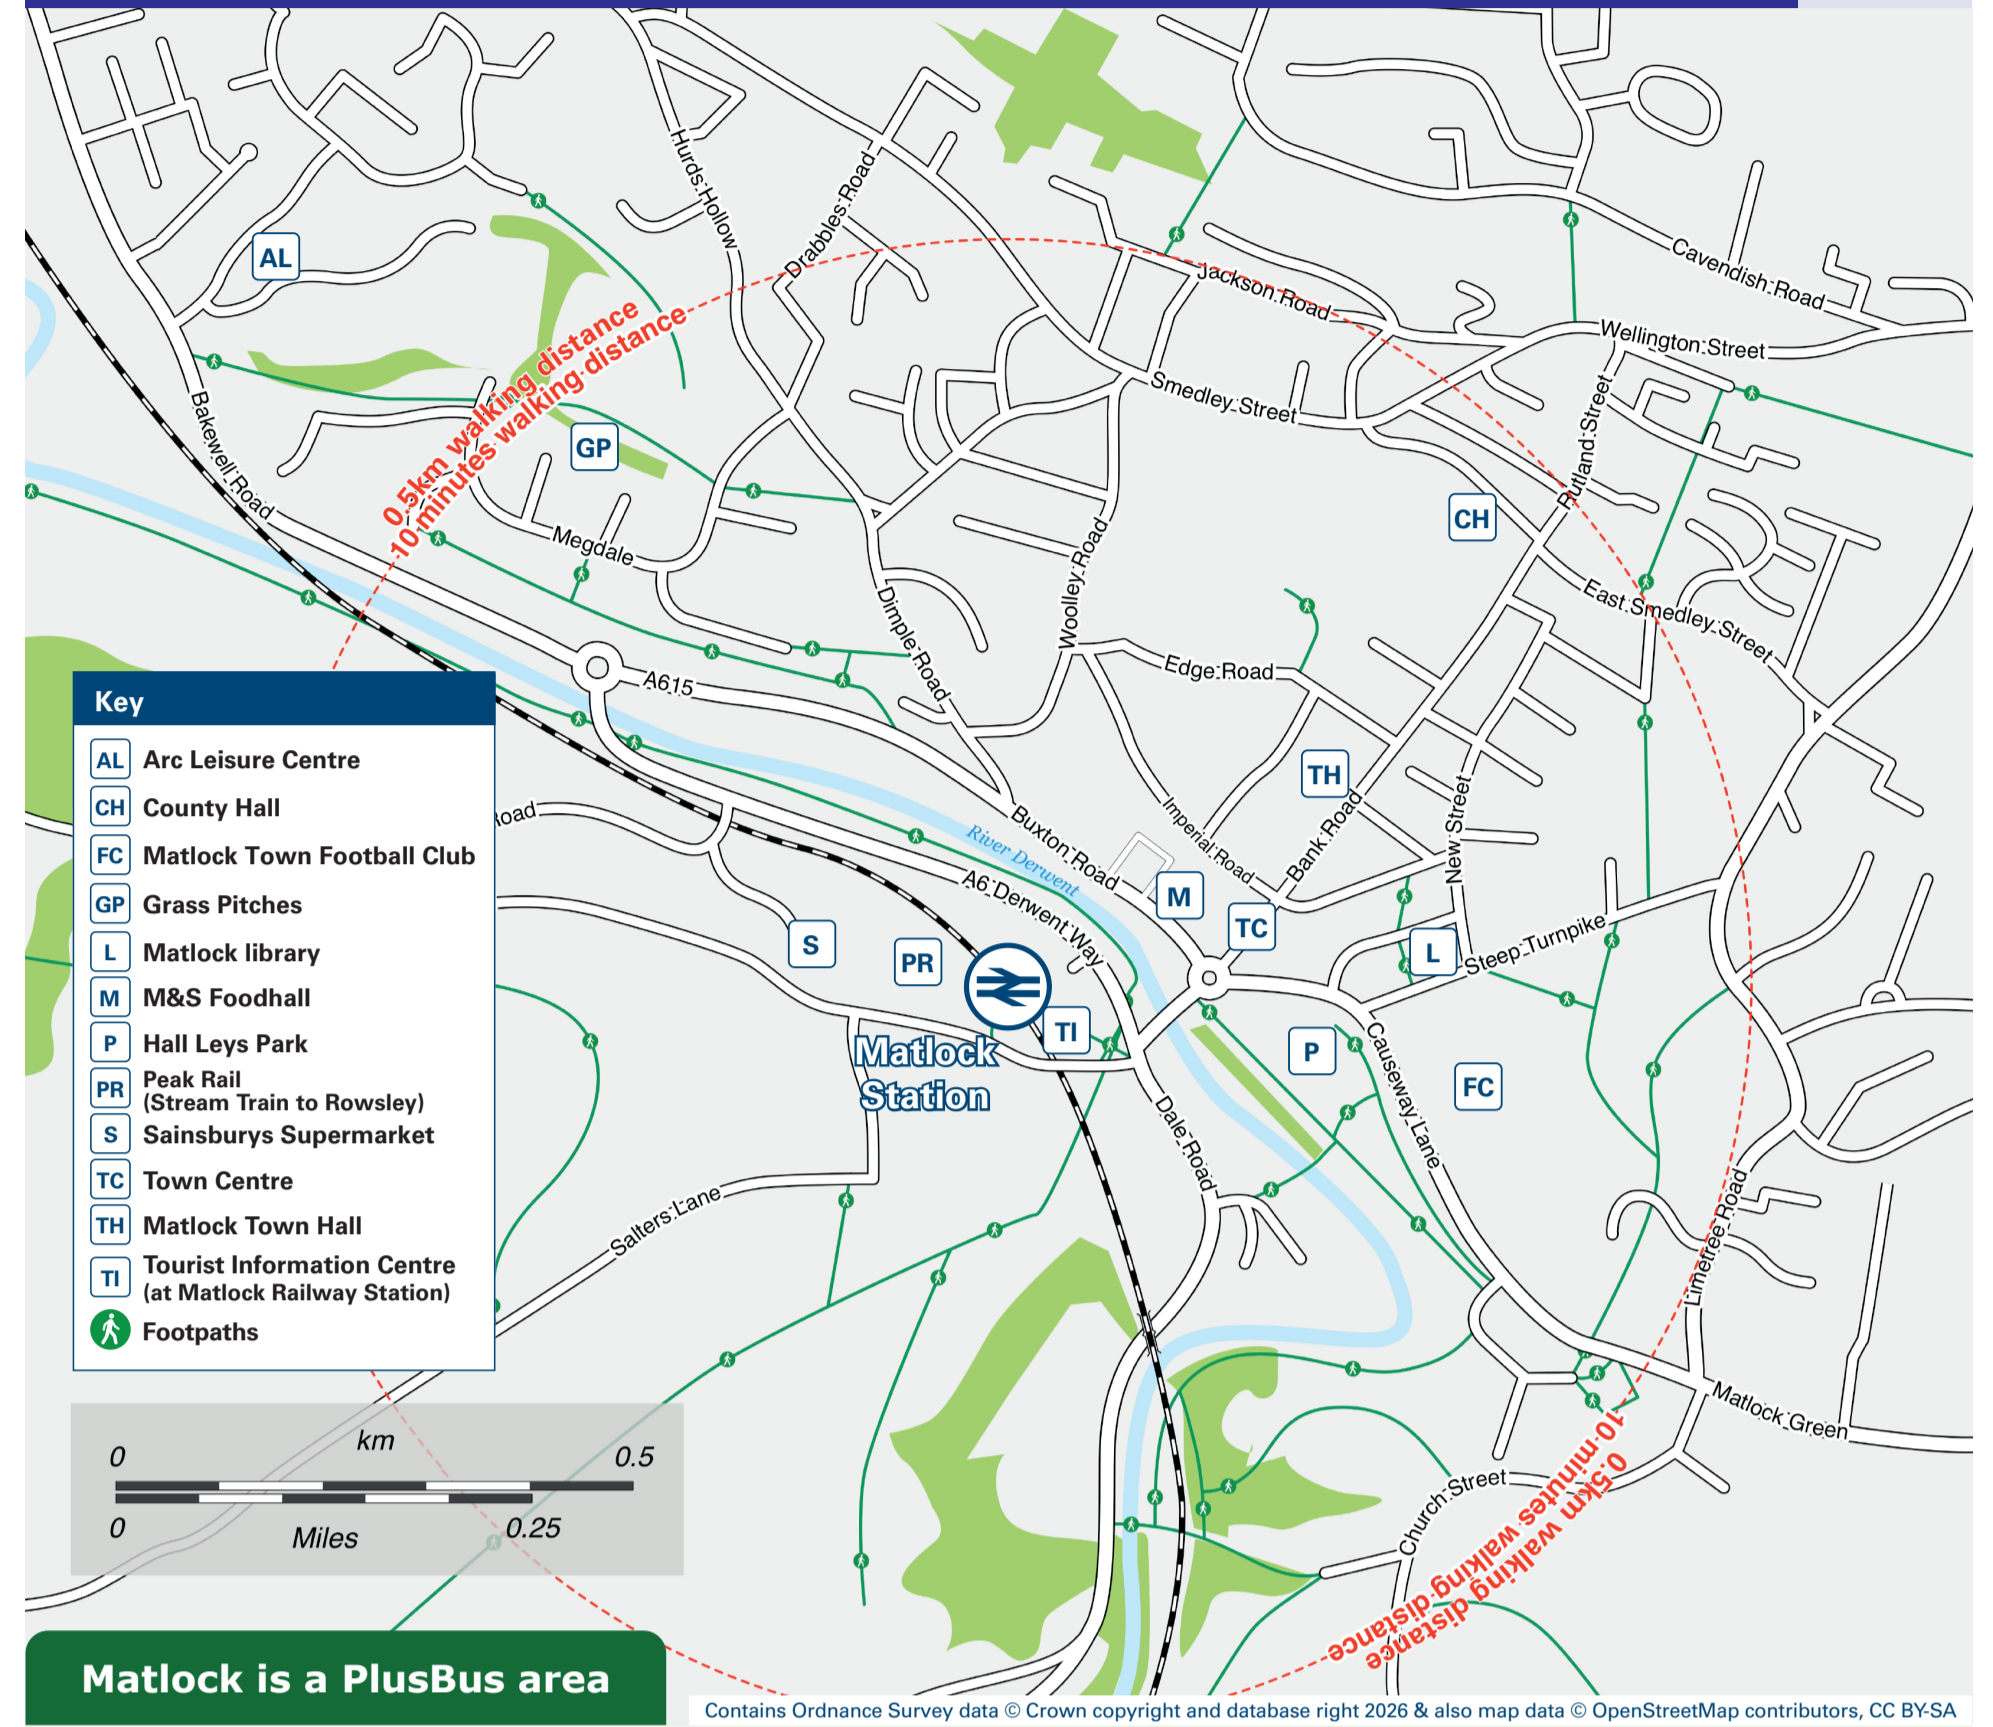 Hurds Hollow
Drabbles Road
AL
Jackson Road
Cavendish Road
Wellington Street
0.5km walking distance
10 minutes walking distance
Smedley Street
Rutland Street
Bakewell Road
GP
CH
Megdale
Woolley Road
Dimple Road
East Smedley Street
Edge Road
A615
TH
New Street
Imperial Road
Bank Road
Buxton Road
River Derwent
A6 Derwent Way
Road
M
TC
L
Steep Turnpike
S
PR
TI
Matlock
Station
P
FC
Causeway Lane
Dale Road
Salters Lane
Limetree Road
Matlock Green
Church Street
10 minutes walking distance
0.5km walking distance
Key
AL Arc Leisure Centre
CH County Hall
FC Matlock Town Football Club
GP Grass Pitches
L Matlock library
M M&S Foodhall
P Hall Leys Park
PR Peak Rail
(Stream Train to Rowsley)
S Sainsburys Supermarket
TC Town Centre
TH Matlock Town Hall
TI Tourist Information Centre
(at Matlock Railway Station)
Footpaths
km
0 0.5
0 0.25
Miles
Matlock is a PlusBus area
Contains Ordnance Survey data © Crown copyright and database right 2026 & also map data © OpenStreetMap contributors, CC BY-SA